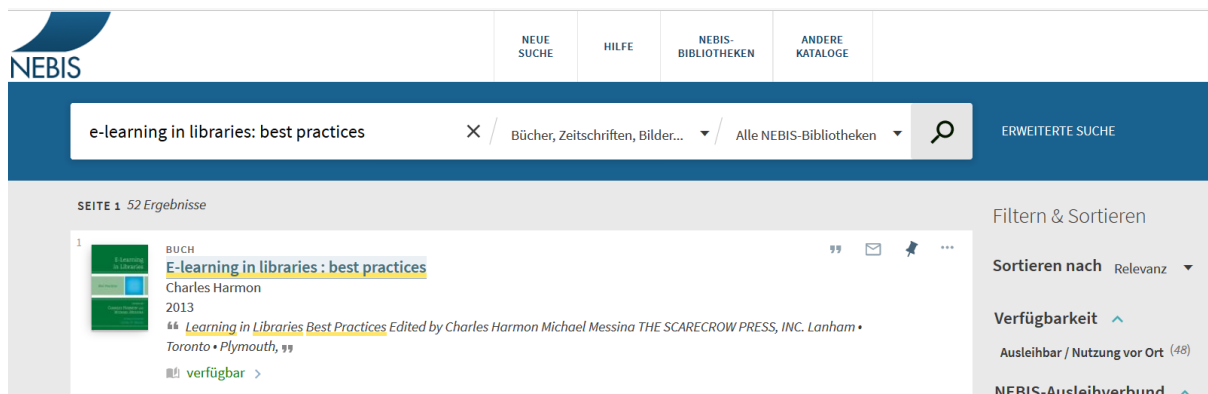 NEBIS
NEUE SUCHE
HILFE
NEBIS-BIBLIOTHEKEN
ANDERE KATALOGE
e-learning in libraries: best practices
Bücher, Zeitschriften, Bilder...
Alle NEBIS-Bibliotheken
ERWEITERTE SUCHE
SEITE 1 52 Ergebnisse
1
BUCH
E-learning in libraries : best practices
Charles Harmon
2013
❝ Learning in Libraries Best Practices Edited by Charles Harmon Michael Messina THE SCARECROW PRESS, INC. Lanham •
Toronto • Plymouth, ❞
verfügbar >
E-Learning
in Libraries
Filtern & Sortieren
Sortieren nach Relevanz
Verfügbarkeit
Ausleihbar / Nutzung vor Ort (48)
NEBIS-Ausleihverbund